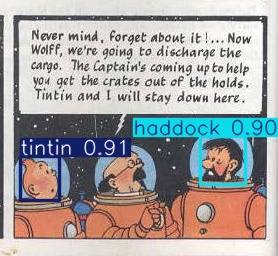 Never mind, forget about it !... Now
Wolff, we're going to discharge the
cargo. The Captain's coming up to help
you get the crates out of the holds.
Tintin and I will stay down here.
haddock 0.90
tintin 0.91